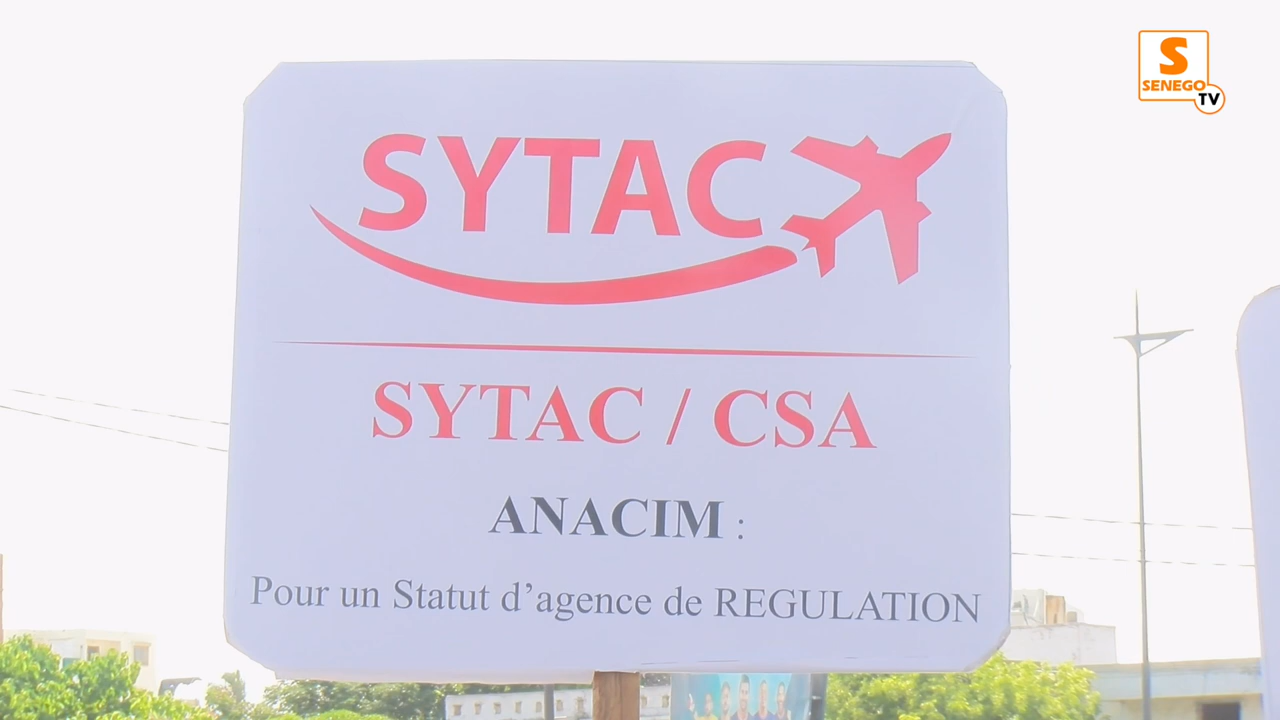 S
SENEGO
TV
SYTAC
SYTAC / CSA
ANACIM :
Pour un Statut d'agence de REGULATION